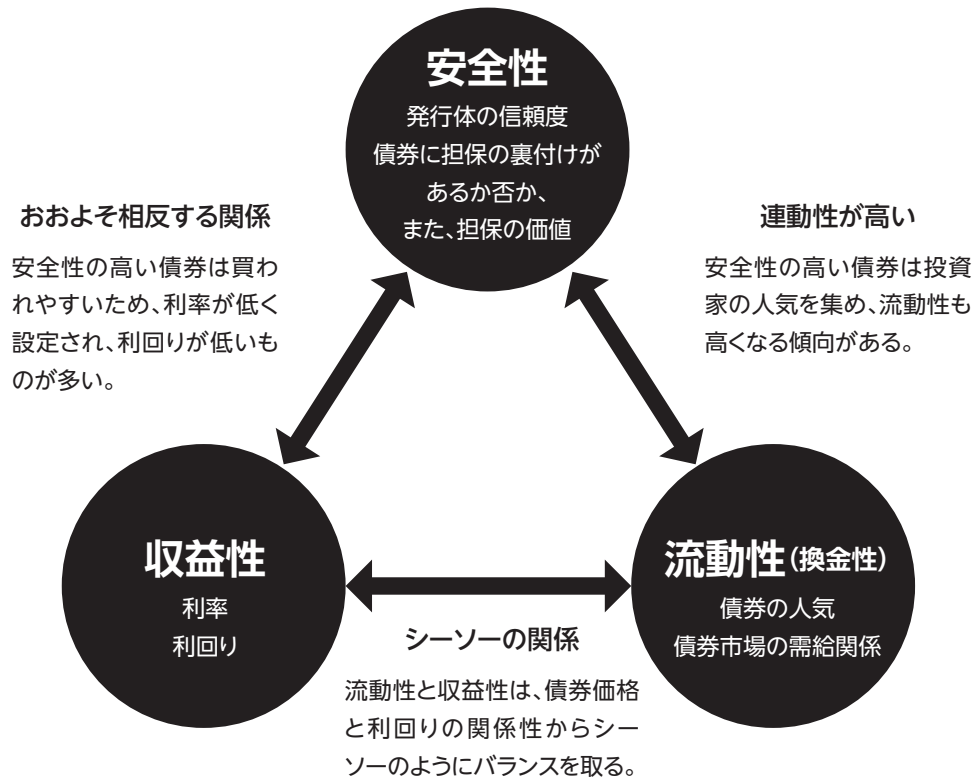 安全性
発行体の信頼度
債券に担保の裏付けが
あるか否か、
また、担保の価値
おおよそ相反する関係
安全性の高い債券は買わ
れやすいため、利率が低く
設定され、利回りが低いも
のが多い。
連動性が高い
安全性の高い債券は投資
家の人気を集め、流動性も
高くなる傾向がある。
収益性
利率
利回り
流動性(換金性)
債券の人気
債券市場の需給関係
シーソーの関係
流動性と収益性は、債券価格
と利回りの関係性からシー
ソーのようにバランスを取る。